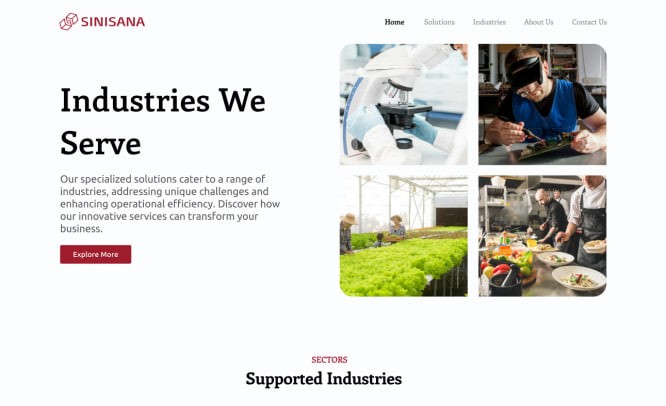 SINISANA
Home Solutions Industries About Us Contact Us
Industries We
Serve
Our specialized solutions cater to a range of
industries, addressing unique challenges and
enhancing operational efficiency. Discover how
our innovative services can transform your
business.
Explore More
SECTORS
Supported Industries